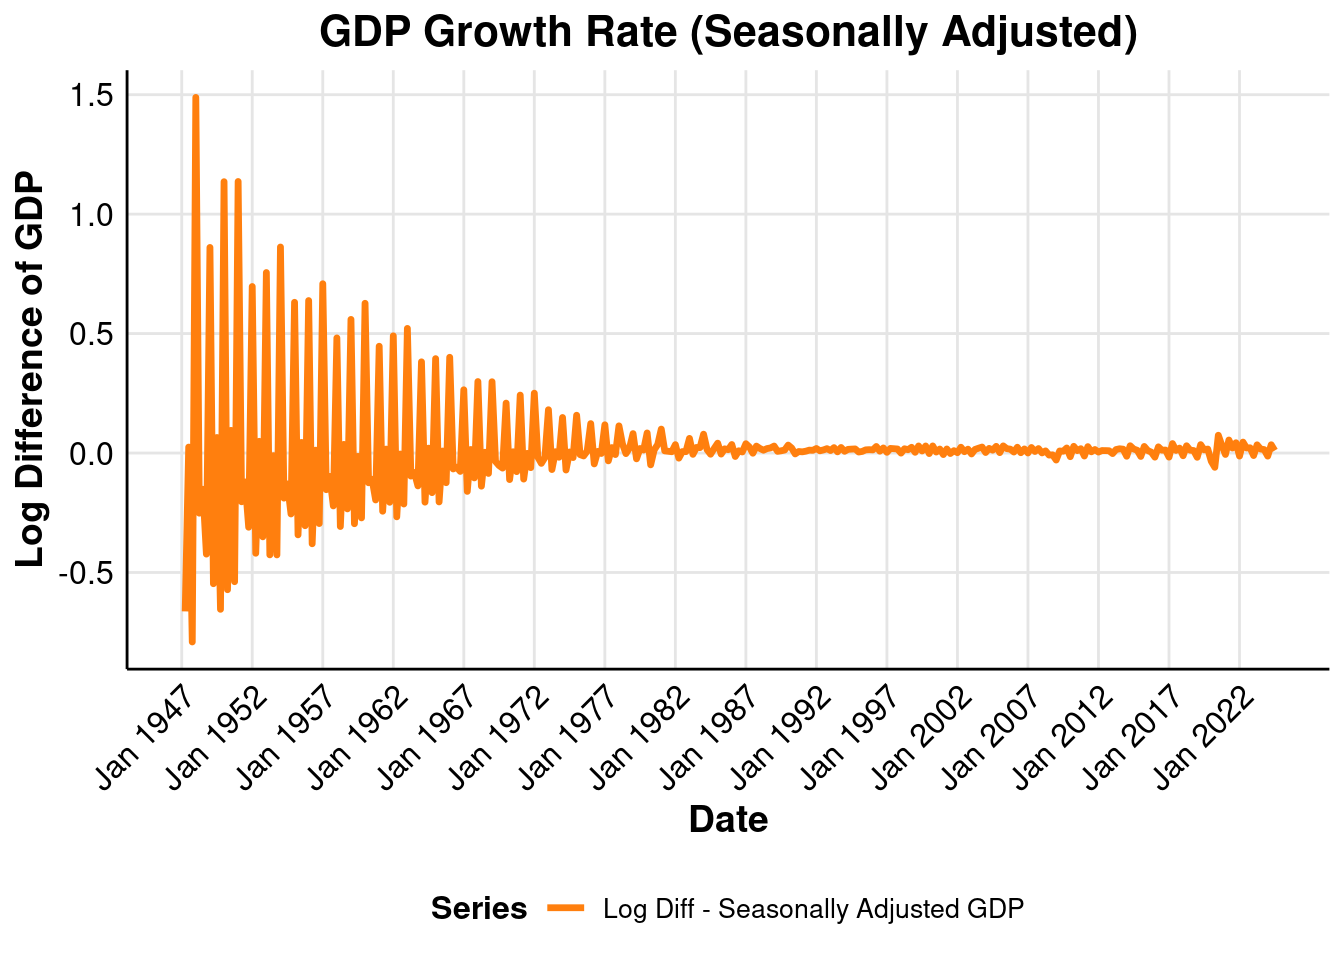 GDP Growth Rate (Seasonally Adjusted)
Log Difference of GDP
1.5
1.0
0.5
0.0
-0.5
Jan 1947
Jan 1952
Jan 1957
Jan 1962
Jan 1967
Jan 1972
Jan 1977
Jan 1982
Jan 1987
Jan 1992
Jan 1997
Jan 2002
Jan 2007
Jan 2012
Jan 2017
Jan 2022
Date
Series Log Diff - Seasonally Adjusted GDP